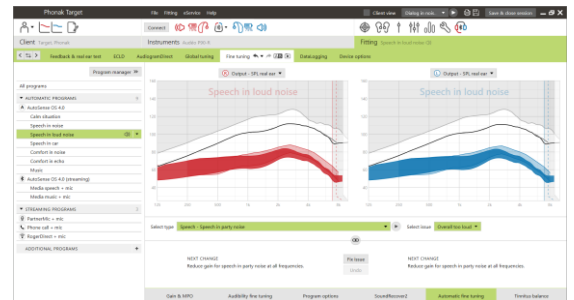 Phonak Target
File Fitting eService Help
Client view Dialog in nois
Save & close session
Connect
Client Target, Phonak
Instruments Audéo P90-R
Fitting Speech in loud noise
Feedback & real ear test
AudiogramDirect
Global tuning
Fine tuning
DataLogging
Device options
Program manager
All programs
AUTOMATIC PROGRAMS
AutoSense OS 4.0
Calm situation
Speech in noise
Speech in loud noise
Speech in car
Comfort in noise
Comfort in echo
Music
AutoSense OS 4.0 (streaming)
Media speech + mic
Media music + mic
STREAMING PROGRAMS
PartnerMic + mic
Phone call + mic
RogerDirect + mic
ADDITIONAL PROGRAMS
R Output - SPL real ear
Speech in loud noise
L Output - SPL real ear
Speech in loud noise
Select type Speech - Speech in party noise
Select issue Overall too loud
NEXT CHANGE
Reduce gain for speech in party noise at all frequencies.
Fix issue
Undo
NEXT CHANGE
Reduce gain for speech in party noise at all frequencies.
Gain & MPO
Audibility fine tuning
Program options
SoundRecover2
Automatic fine tuning
Tinnitus balance